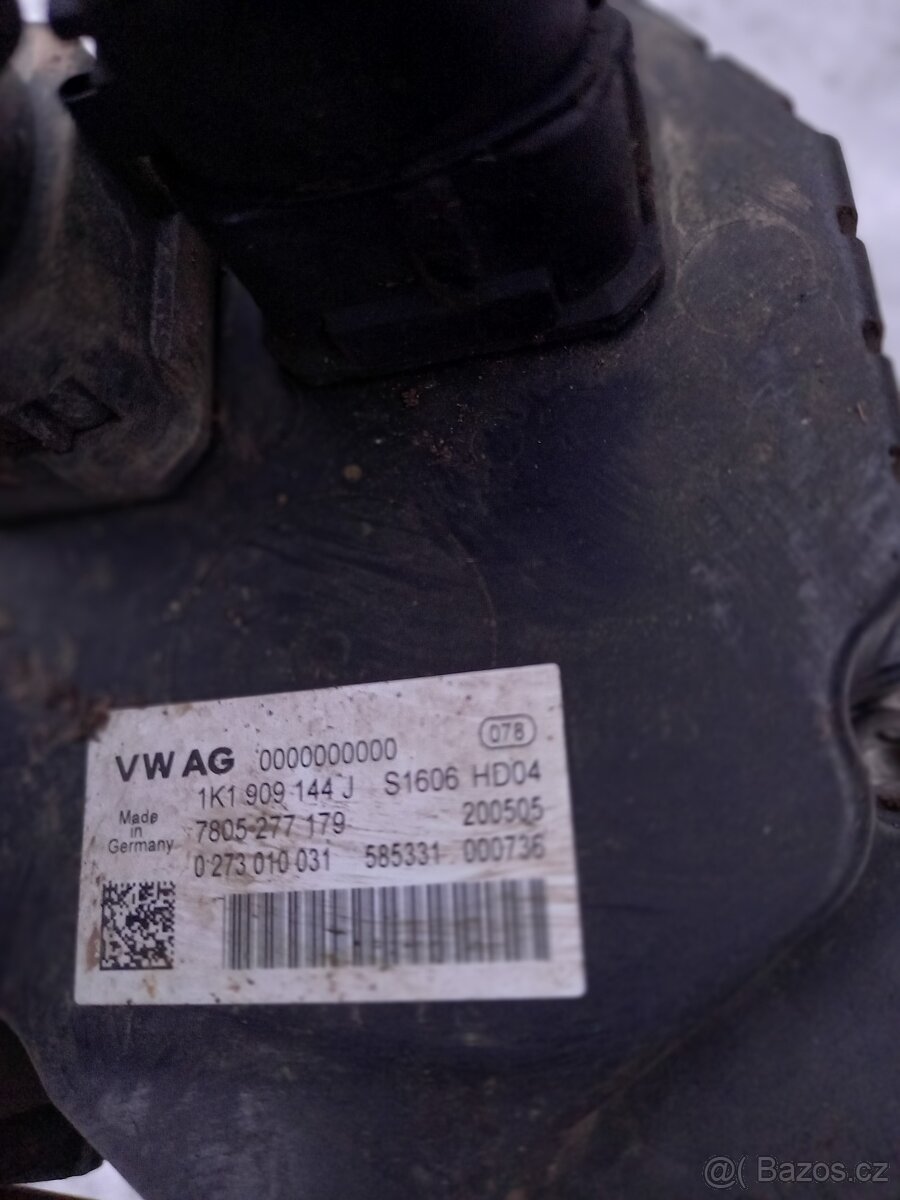 VW AG 0000000000 078
1K1 909 144 J S1606 HD04
Made in Germany
7805 277 179 200505
0 273 010 031 585331 000736
@( Bazos.cz